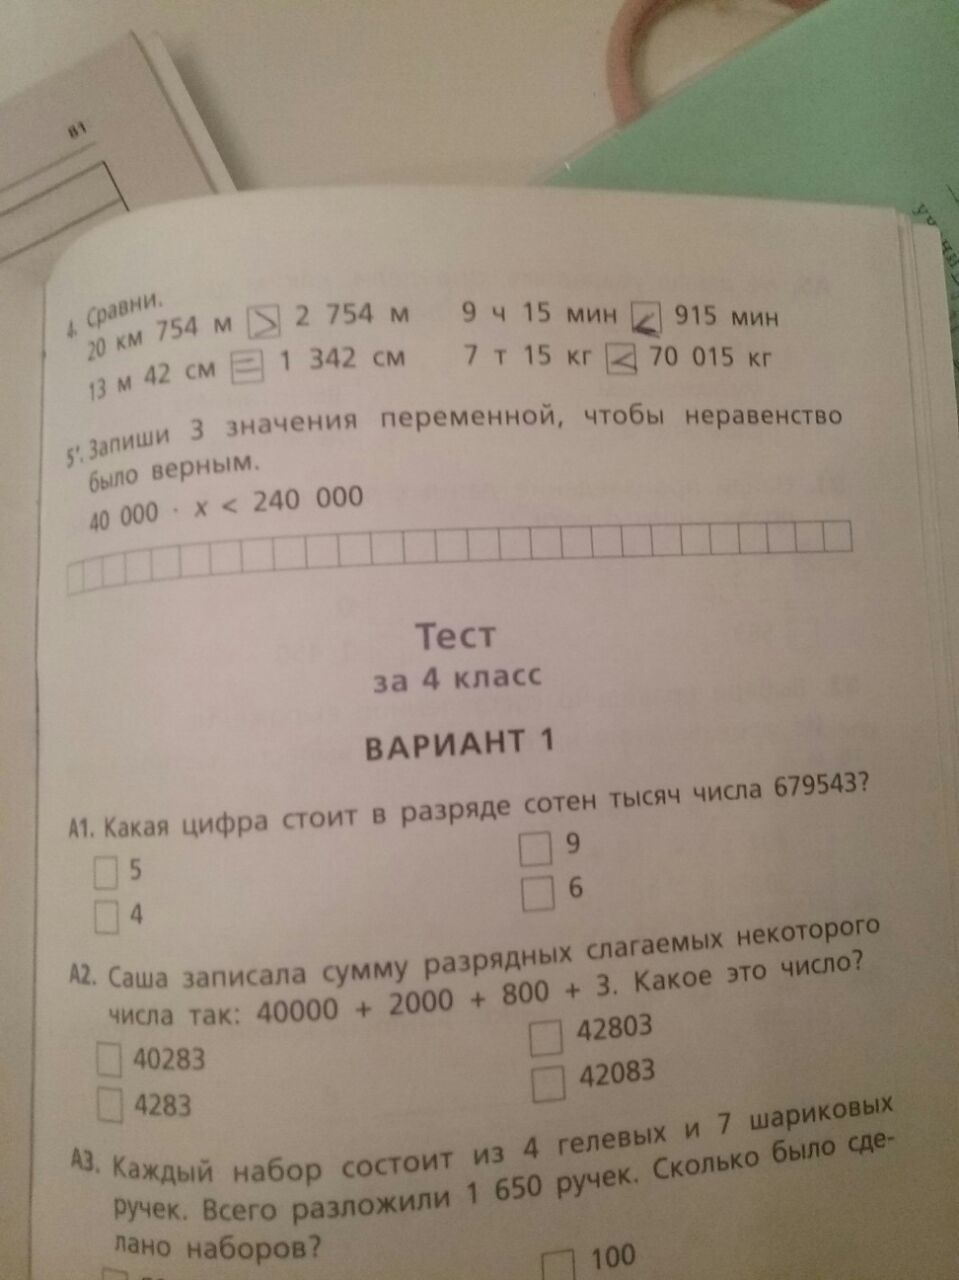 81
4. Сравни.
20 км 754 м > 2 754 м 9 ч 15 мин < 915 мин
13 м 42 см = 1 342 см 7 т 15 кг < 70 015 кг
5*. Запиши 3 значения переменной, чтобы неравенство
было верным.
40 000 · x < 240 000
Тест
за 4 класс
ВАРИАНТ 1
А1. Какая цифра стоит в разряде сотен тысяч числа 679543?
5 9
4 6
А2. Саша записала сумму разрядных слагаемых некоторого
числа так: 40000 + 2000 + 800 + 3. Какое это число?
40283 42803
4283 42083
А3. Каждый набор состоит из 4 гелевых и 7 шариковых
ручек. Всего разложили 1 650 ручек. Сколько было сде-
лано наборов?
100